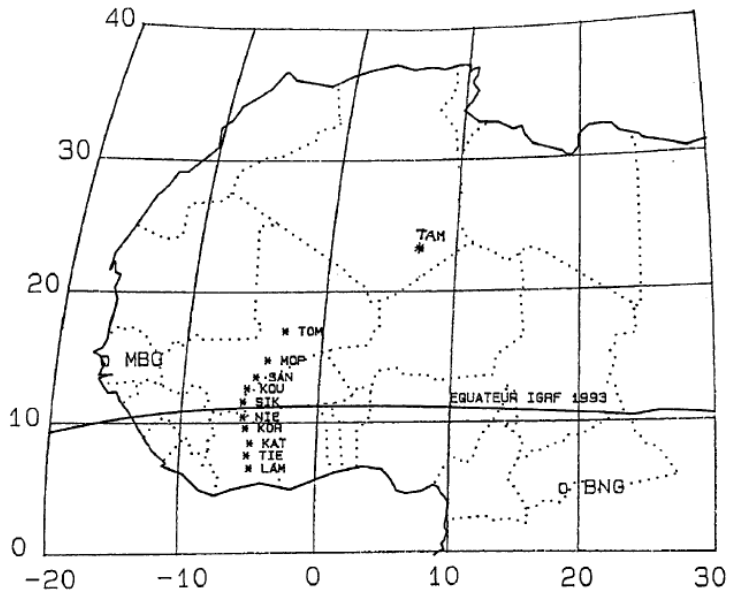 40
30
TAM
20
TOM
MBG MOP
SAN
KOU
EQUATEUR IGRF 1993
SIK
10
NIE
KOR
KAT
TIE
LAM
BNG
0
-20 -10 0 10 20 30